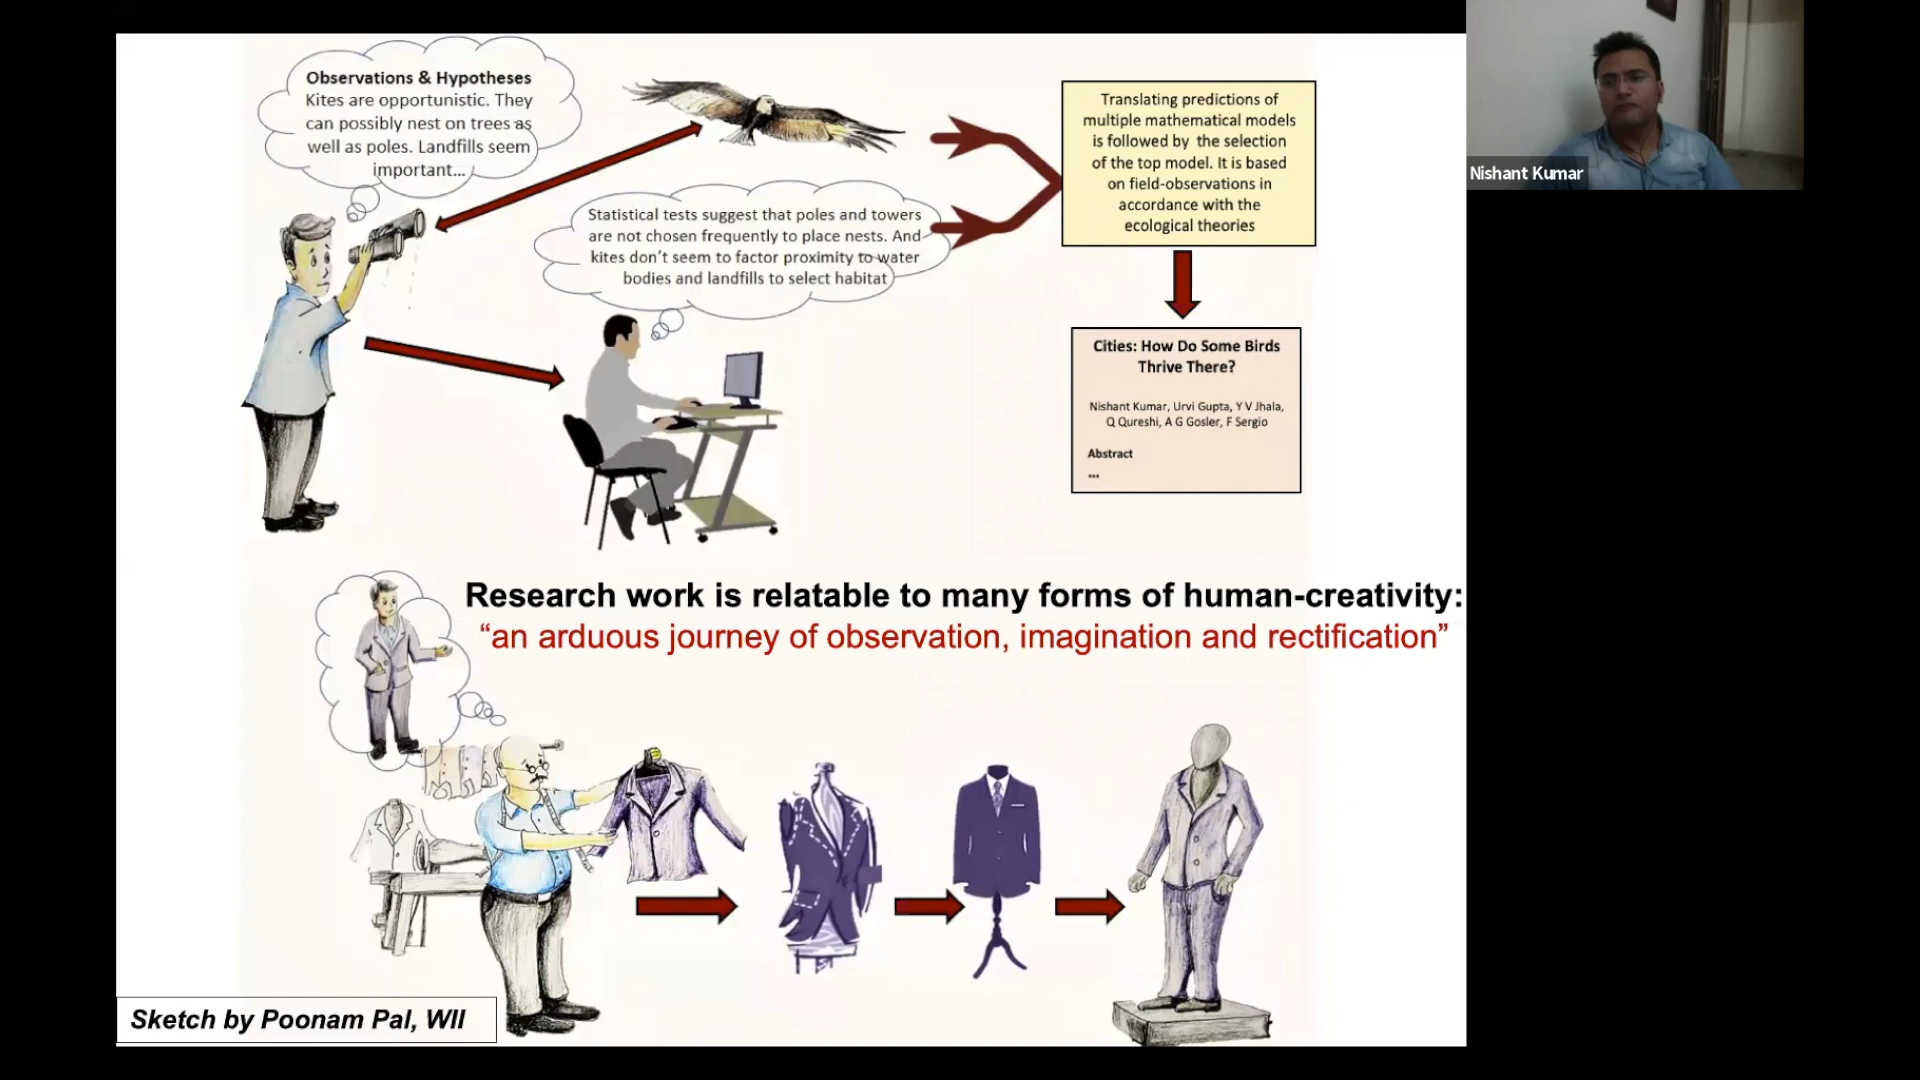 Observations & Hypotheses
Kites are opportunistic. They
can possibly nest on trees as
well as poles. Landfills seem
important...
Statistical tests suggest that poles and towers
are not chosen frequently to place nests. And
kites don't seem to factor proximity to water
bodies and landfills to select habitat
Translating predictions of
multiple mathematical models
is followed by the selection
of the top model. It is based
on field-observations in
accordance with the
ecological theories
Cities: How Do Some Birds
Thrive There?
Nishant Kumar, Urvi Gupta, Y V Jhala,
Q Qureshi, A G Gosler, F Sergio
Abstract
...
Nishant Kumar
Research work is relatable to many forms of human-creativity:
“an arduous journey of observation, imagination and rectification”
Sketch by Poonam Pal, WII